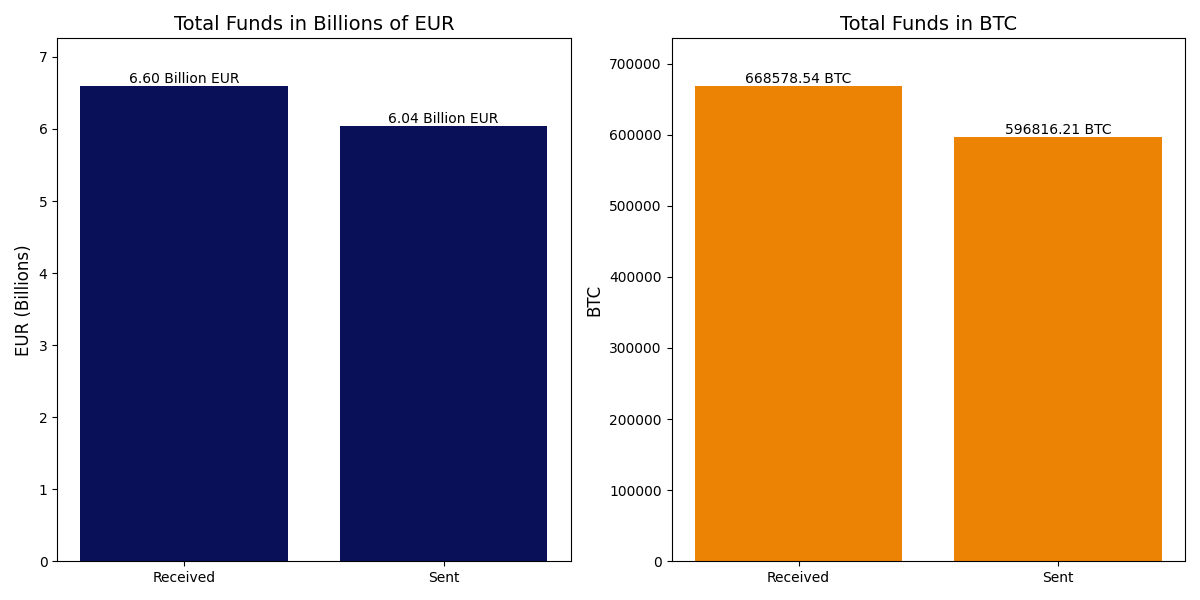 Total Funds in Billions of EUR
EUR (Billions)
7
6
5
4
3
2
1
0
6.60 Billion EUR
6.04 Billion EUR
Received
Sent
Total Funds in BTC
BTC
700000
600000
500000
400000
300000
200000
100000
0
668578.54 BTC
596816.21 BTC
Received
Sent